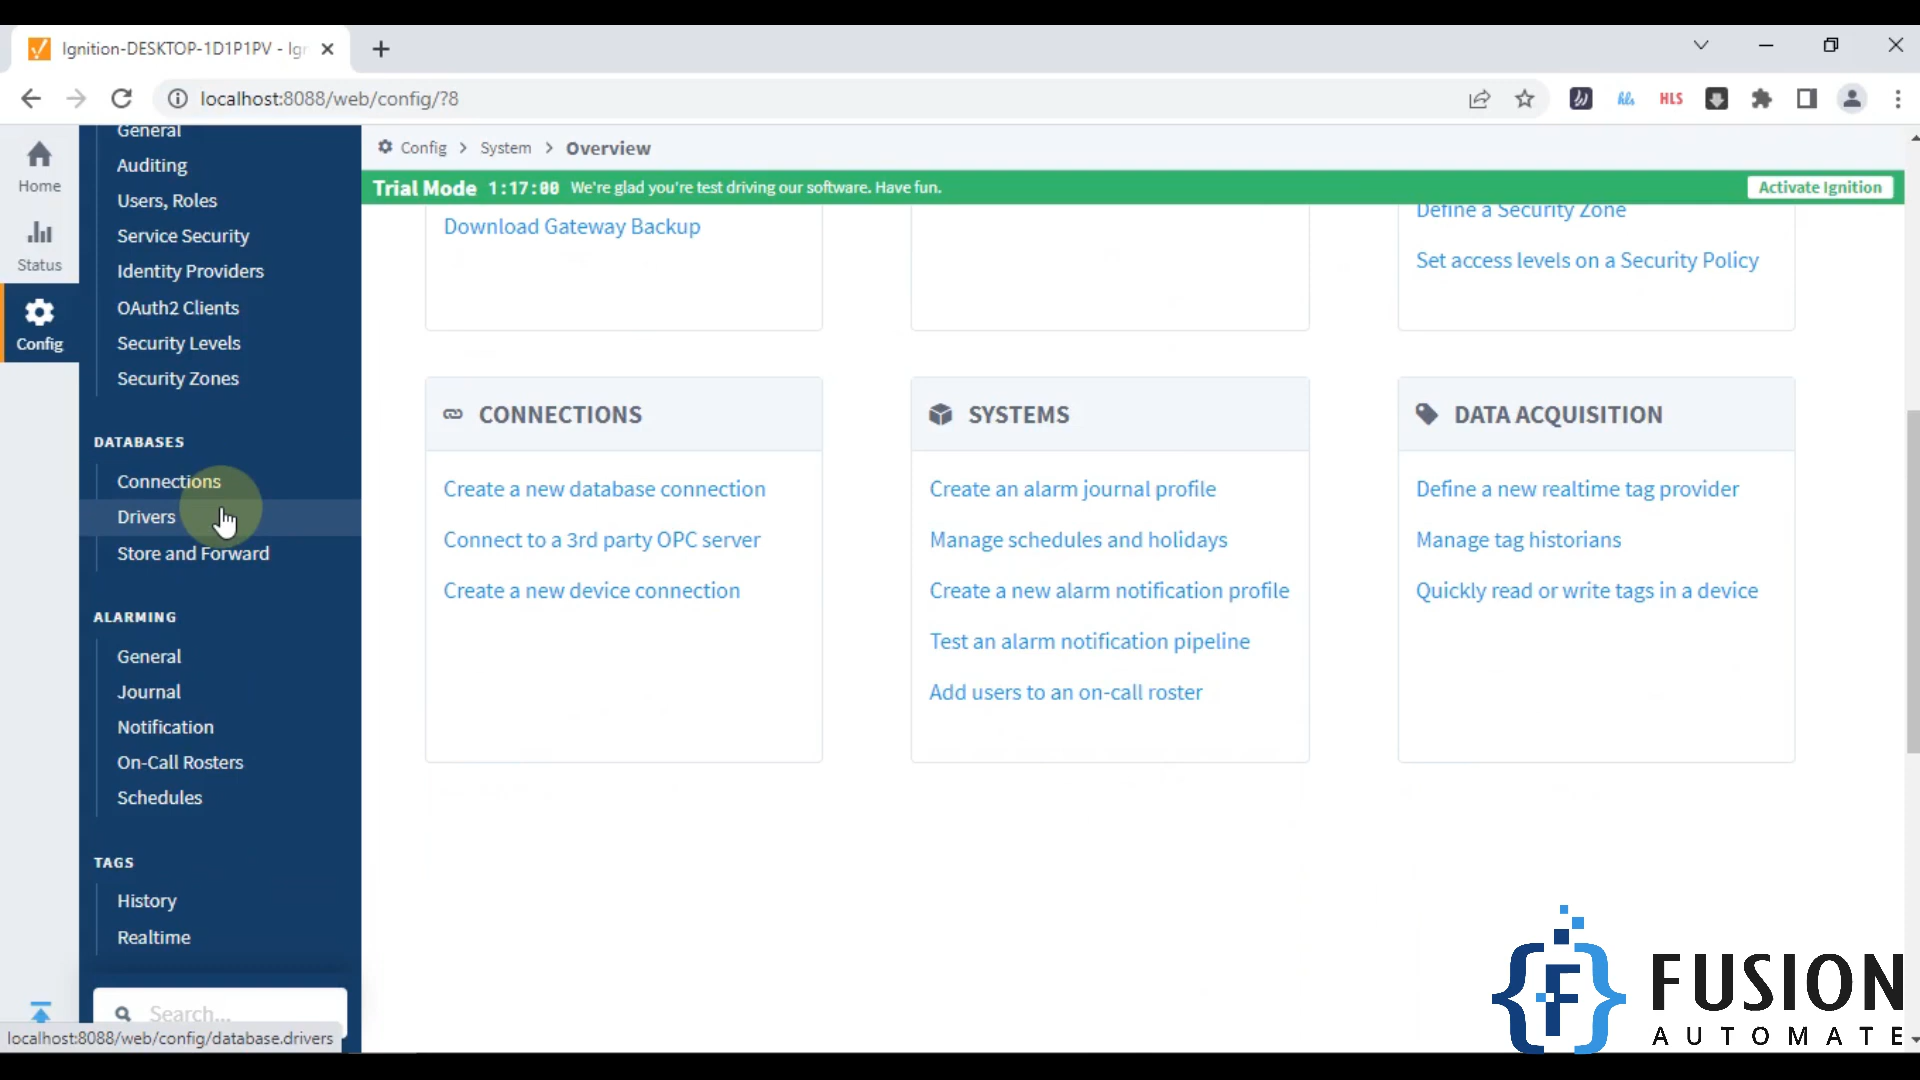 Ignition-DESKTOP-1D1P1PV - Igr
localhost:8088/web/config/?8
HLS
Home
Status
Config
General
Auditing
Users, Roles
Service Security
Identity Providers
OAuth2 Clients
Security Levels
Security Zones
DATABASES
Connections
Drivers
Store and Forward
ALARMING
General
Journal
Notification
On-Call Rosters
Schedules
TAGS
History
Realtime
Search...
localhost:8088/web/config/database.drivers
Config > System > Overview
Trial Mode 1:17:00 We're glad you're test driving our software. Have fun.
Activate Ignition
Download Gateway Backup
Define a Security Zone
Set access levels on a Security Policy
CONNECTIONS
Create a new database connection
Connect to a 3rd party OPC server
Create a new device connection
SYSTEMS
Create an alarm journal profile
Manage schedules and holidays
Create a new alarm notification profile
Test an alarm notification pipeline
Add users to an on-call roster
DATA ACQUISITION
Define a new realtime tag provider
Manage tag historians
Quickly read or write tags in a device
{F}
FUSION
AUTOMATE